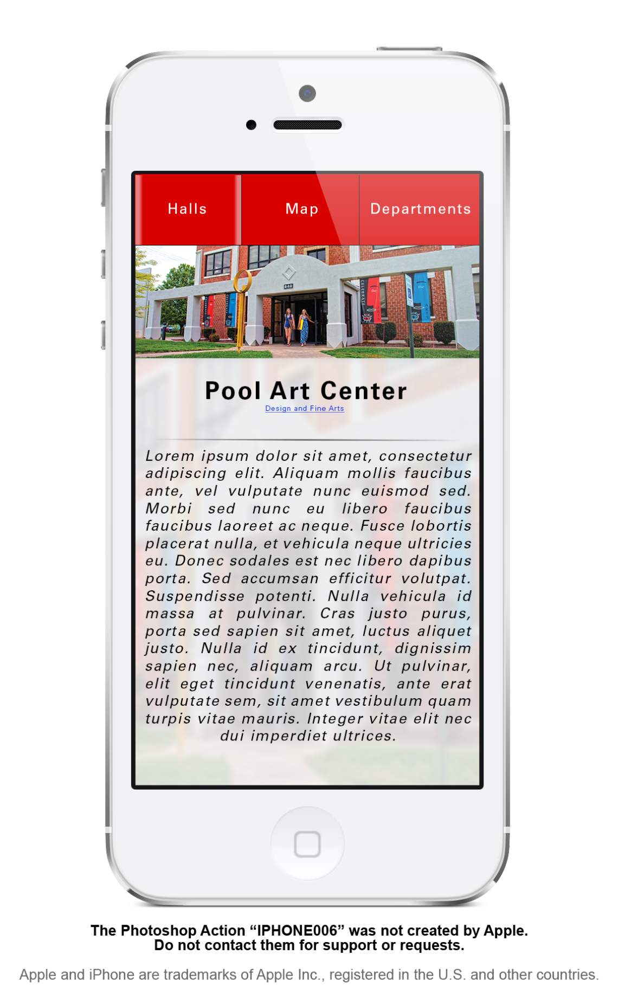 Halls Map Departments
940
CELEBRATE the the ARTS
Pool Art Center
Design and Fine Arts
Lorem ipsum dolor sit amet, consectetur
adipiscing elit. Aliquam mollis faucibus
ante, vel vulputate nunc euismod sed.
Morbi sed nunc eu libero faucibus
faucibus laoreet ac neque. Fusce lobortis
placerat nulla, et vehicula neque ultricies
eu. Donec sodales est nec libero dapibus
porta. Sed accumsan efficitur volutpat.
Suspendisse potenti. Nulla vehicula id
massa at pulvinar. Cras justo purus,
porta sed sapien sit amet, luctus aliquet
justo. Nulla id ex tincidunt, dignissim
sapien nec, aliquam arcu. Ut pulvinar,
elit eget tincidunt venenatis, ante erat
vulputate sem, sit amet vestibulum quam
turpis vitae mauris. Integer vitae elit nec
dui imperdiet ultrices.
The Photoshop Action “IPHONE006” was not created by Apple.
Do not contact them for support or requests.
Apple and iPhone are trademarks of Apple Inc., registered in the U.S. and other countries.